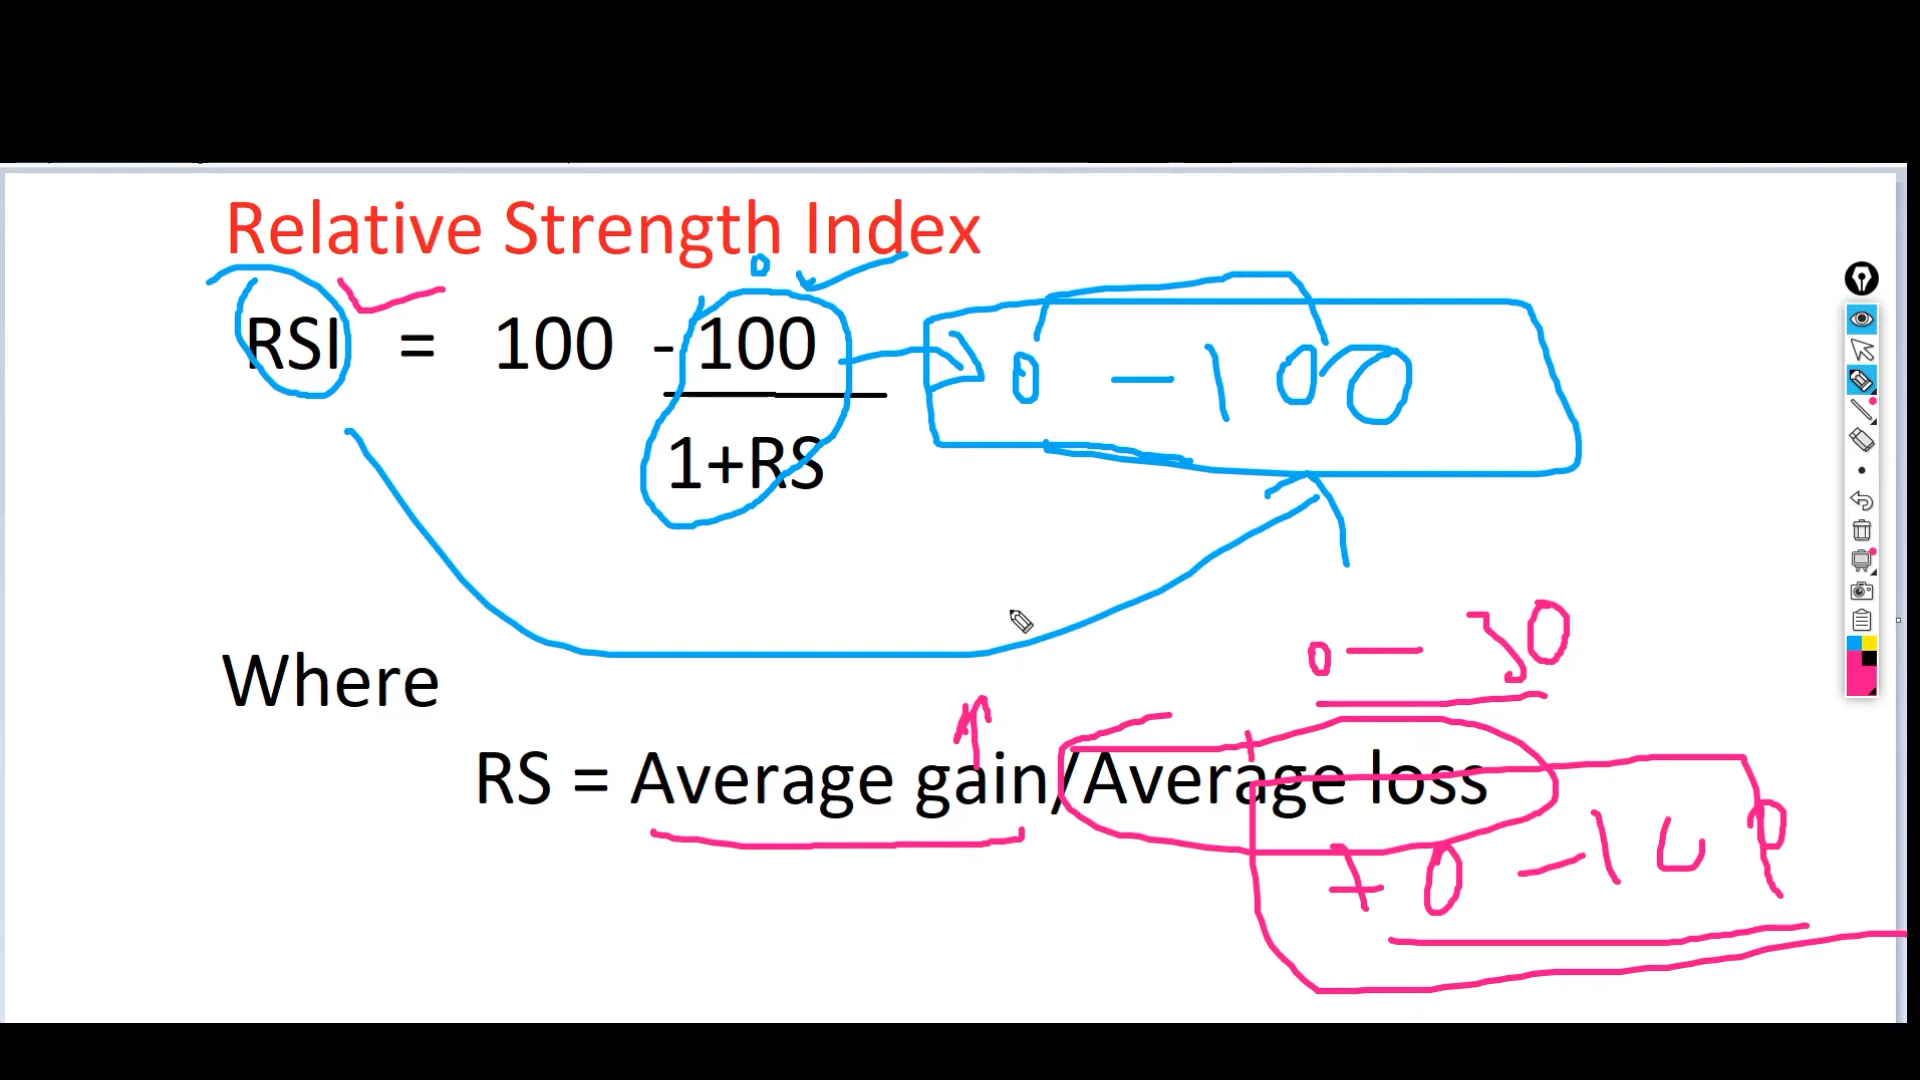 Relative Strength Index
0
RSI = 100 - 100
0 - 100
1+RS
0 - 30
Where
RS = Average gain/Average loss
70 - 100